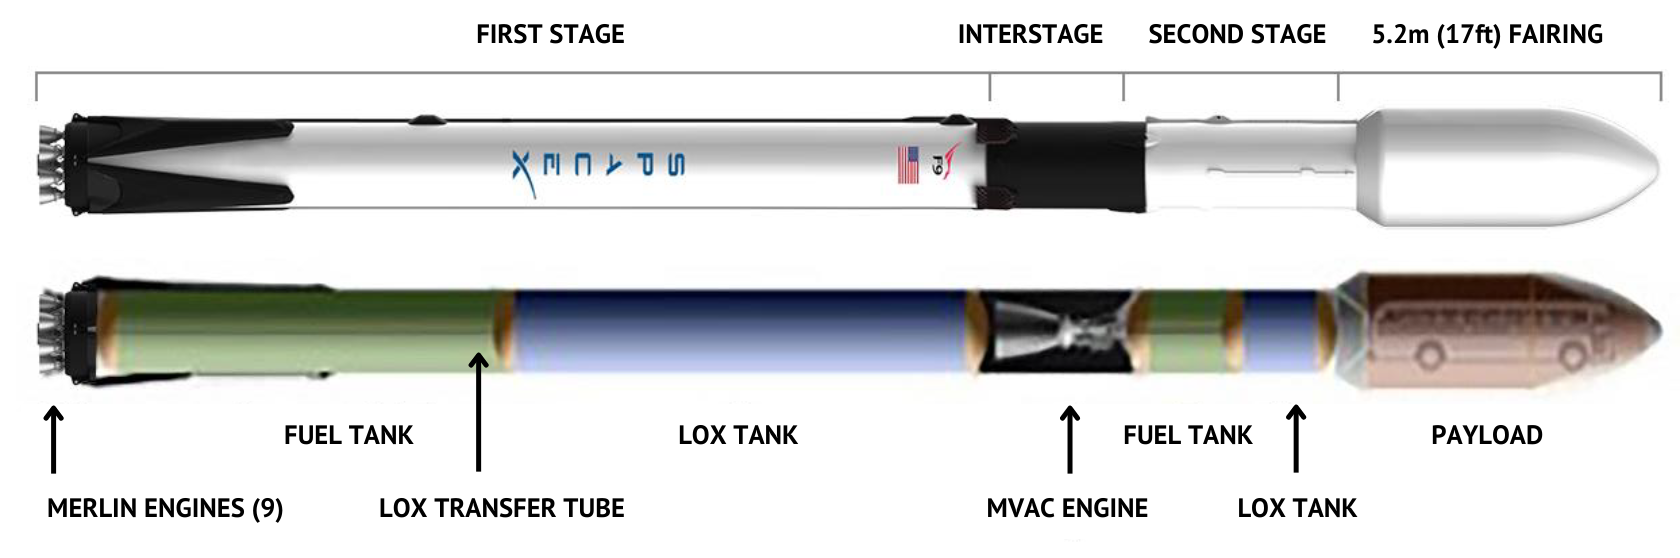 FIRST STAGE
INTERSTAGE
SECOND STAGE
5.2m (17ft) FAIRING
SPACEX
F9
FUEL TANK
LOX TANK
FUEL TANK
PAYLOAD
MERLIN ENGINES (9)
LOX TRANSFER TUBE
MVAC ENGINE
LOX TANK